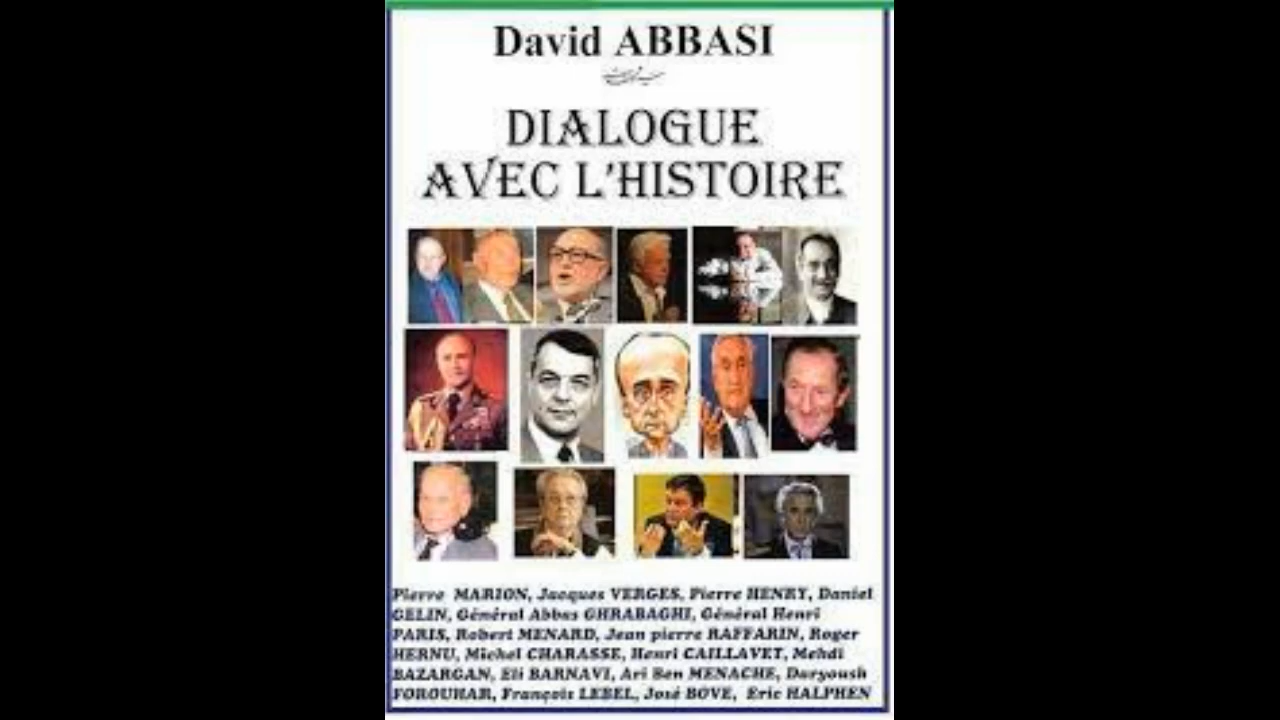 David ABBASI
DIALOGUE
AVEC L'HISTOIRE
Pierre MARION, Jacques VERGES, Pierre HENRY, Daniel
GELIN, Général Abbas GHRABAGHI, Général Henri
PARIS, Robert MENARD, Jean pierre RAFFARIN, Roger
HERNU, Michel CHARASSE, Henri CAILLAVET, Mehdi
BAZARGAN, Eli BARNAVI, Ari Ben MENACHE, Daryoush
FOROUHAR, François LEBEL, José BOVE, Eric HALPHEN